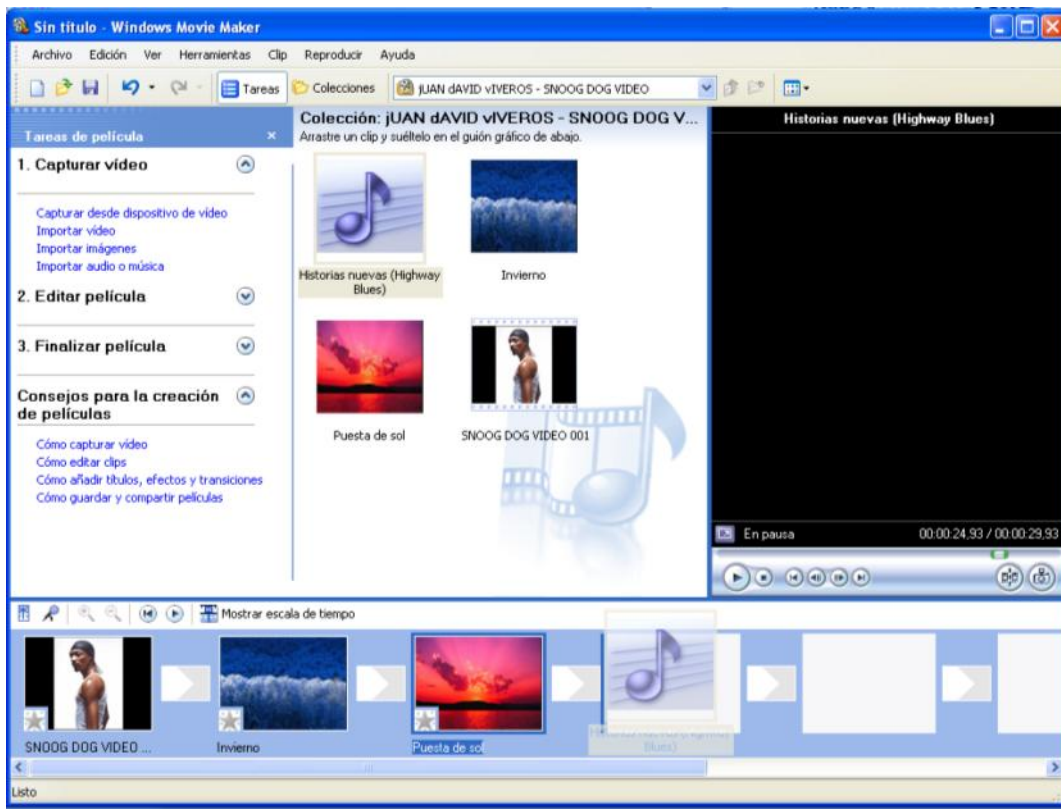 Sin título - Windows Movie Maker
Archivo Edición Ver Herramientas Clip Reproducir Ayuda
Tareas Colecciones jUAN dAVID vIVEROS - SNOOG DOG VIDEO
Tareas de película
1. Capturar vídeo
Capturar desde dispositivo de vídeo
Importar vídeo
Importar imágenes
Importar audio o música
2. Editar película
3. Finalizar película
Consejos para la creación
de películas
Cómo capturar vídeo
Cómo editar clips
Cómo añadir títulos, efectos y transiciones
Cómo guardar y compartir películas
Colección: jUAN dAVID vIVEROS - SNOOG DOG V...
Arrastre un clip y suéltelo en el guión gráfico de abajo.
Historias nuevas (Highway
Blues)
Invierno
Puesta de sol
SNOOG DOG VIDEO 001
Historias nuevas (Highway Blues)
En pausa 00:00:24,93 / 00:00:29,93
Mostrar escala de tiempo
SNOOG DOG VIDEO ...
Invierno
Puesta de sol
Historias nuevas (Highway
Blues)
Listo